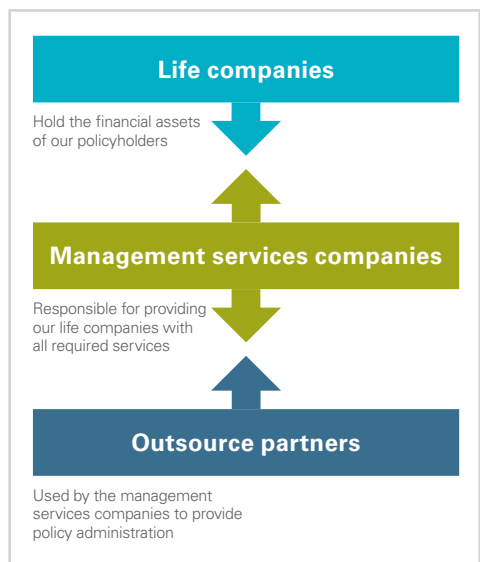 Life companies
Hold the financial assets
of our policyholders
Management services companies
Responsible for providing
our life companies with
all required services
Outsource partners
Used by the management
services companies to provide
policy administration